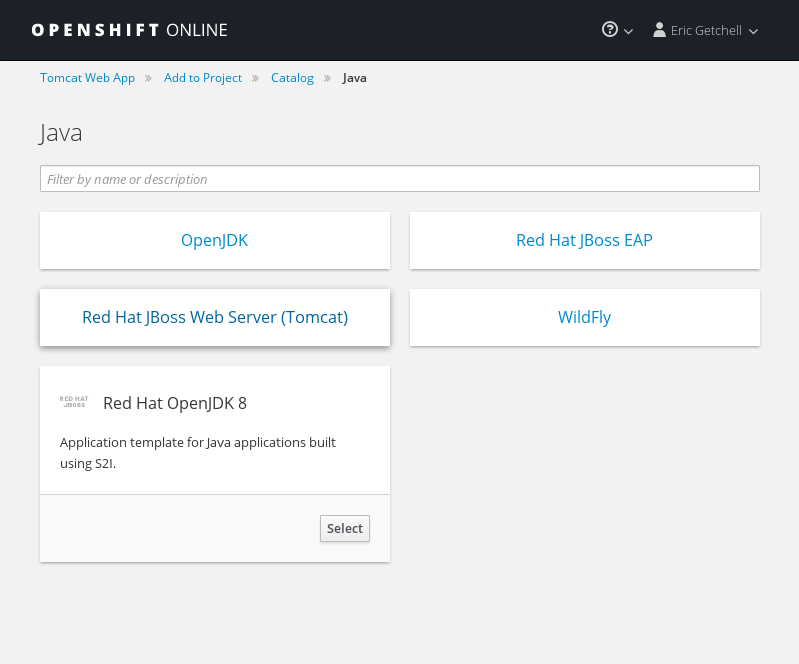 OPENSHIFT ONLINE
Eric Getchell
Tomcat Web App » Add to Project » Catalog » Java
Java
Filter by name or description
OpenJDK
Red Hat JBoss EAP
Red Hat JBoss Web Server (Tomcat)
WildFly
RED HAT
JBOSS
Red Hat OpenJDK 8
Application template for Java applications built
using S2I.
Select